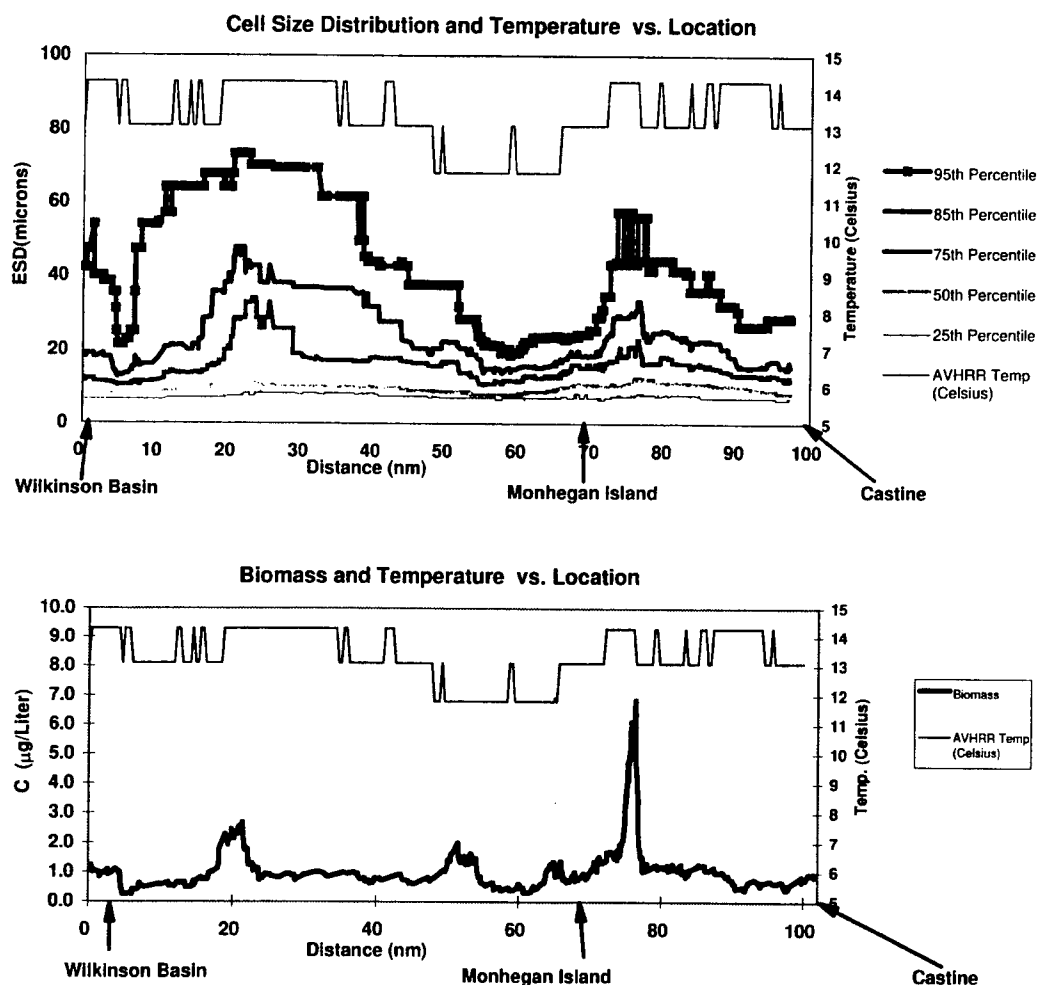 Cell Size Distribution and Temperature vs. Location
100
80
60
40
20
0
ESD(microns)
15
14
13
12
11
10
9
8
7
6
5
Temperature (Celsius)
95th Percentile
85th Percentile
75th Percentile
50th Percentile
25th Percentile
AVHRR Temp
(Celsius)
0 10 20 30 40 50 60 70 80 90 100
Distance (nm)
Wilkinson Basin
Monhegan Island
Castine
Biomass and Temperature vs. Location
10.0
9.0
8.0
7.0
6.0
5.0
4.0
3.0
2.0
1.0
0.0
C (µg/Liter)
15
14
13
12
11
10
9
8
7
6
5
Temp. (Celsius)
Biomass
AVHRR Temp
(Celsius)
0 20 40 60 80 100
Distance (nm)
Wilkinson Basin
Monhegan Island
Castine